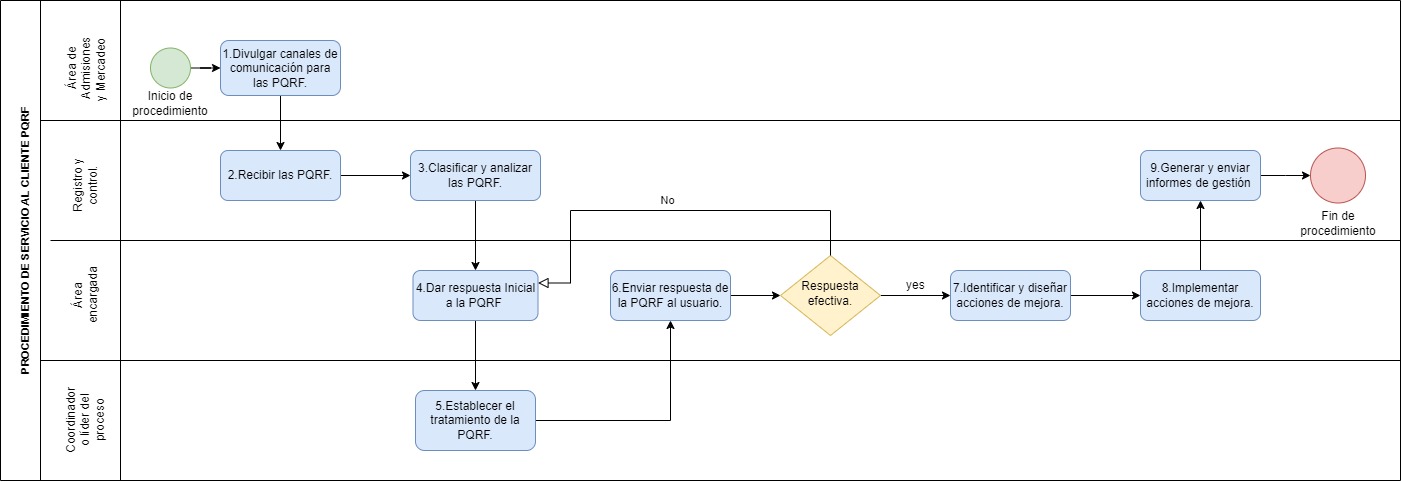 PROCEDIMIENTO DE SERVICIO AL CLIENTE PQRF
Área de
Admisiones
y Mercadeo
Inicio de
procedimiento
1.Divulgar canales de
comunicación para
las PQRF.
Registro y
control.
2.Recibir las PQRF.
3.Clasificar y analizar
las PQRF.
9.Generar y enviar
informes de gestión
Fin de
procedimiento
No
Área
encargada
4.Dar respuesta Inicial
a la PQRF
6.Enviar respuesta de
la PQRF al usuario.
Respuesta
efectiva.
yes
7.Identificar y diseñar
acciones de mejora.
8.Implementar
acciones de mejora.
Coordinador
o líder del
proceso
5.Establecer el
tratamiento de la
PQRF.